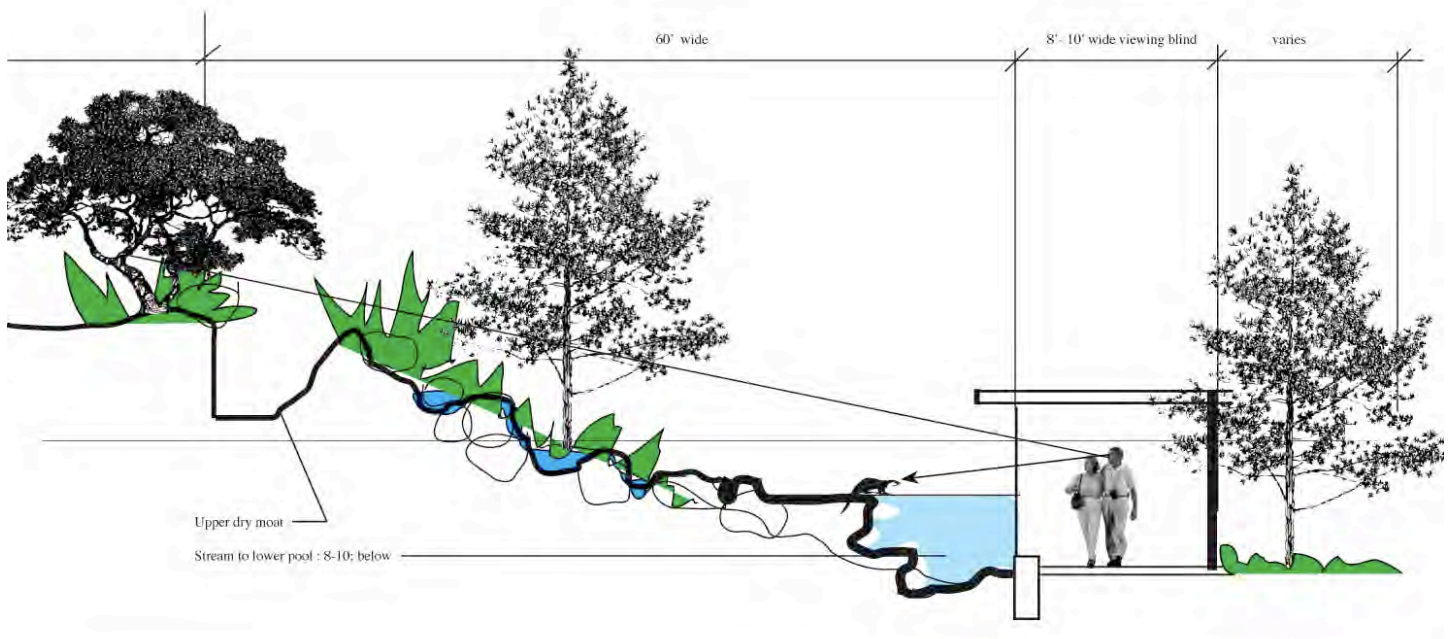 60' wide
8'- 10' wide viewing blind
varies
Upper dry moat
Stream to lower pool : 8-10; below